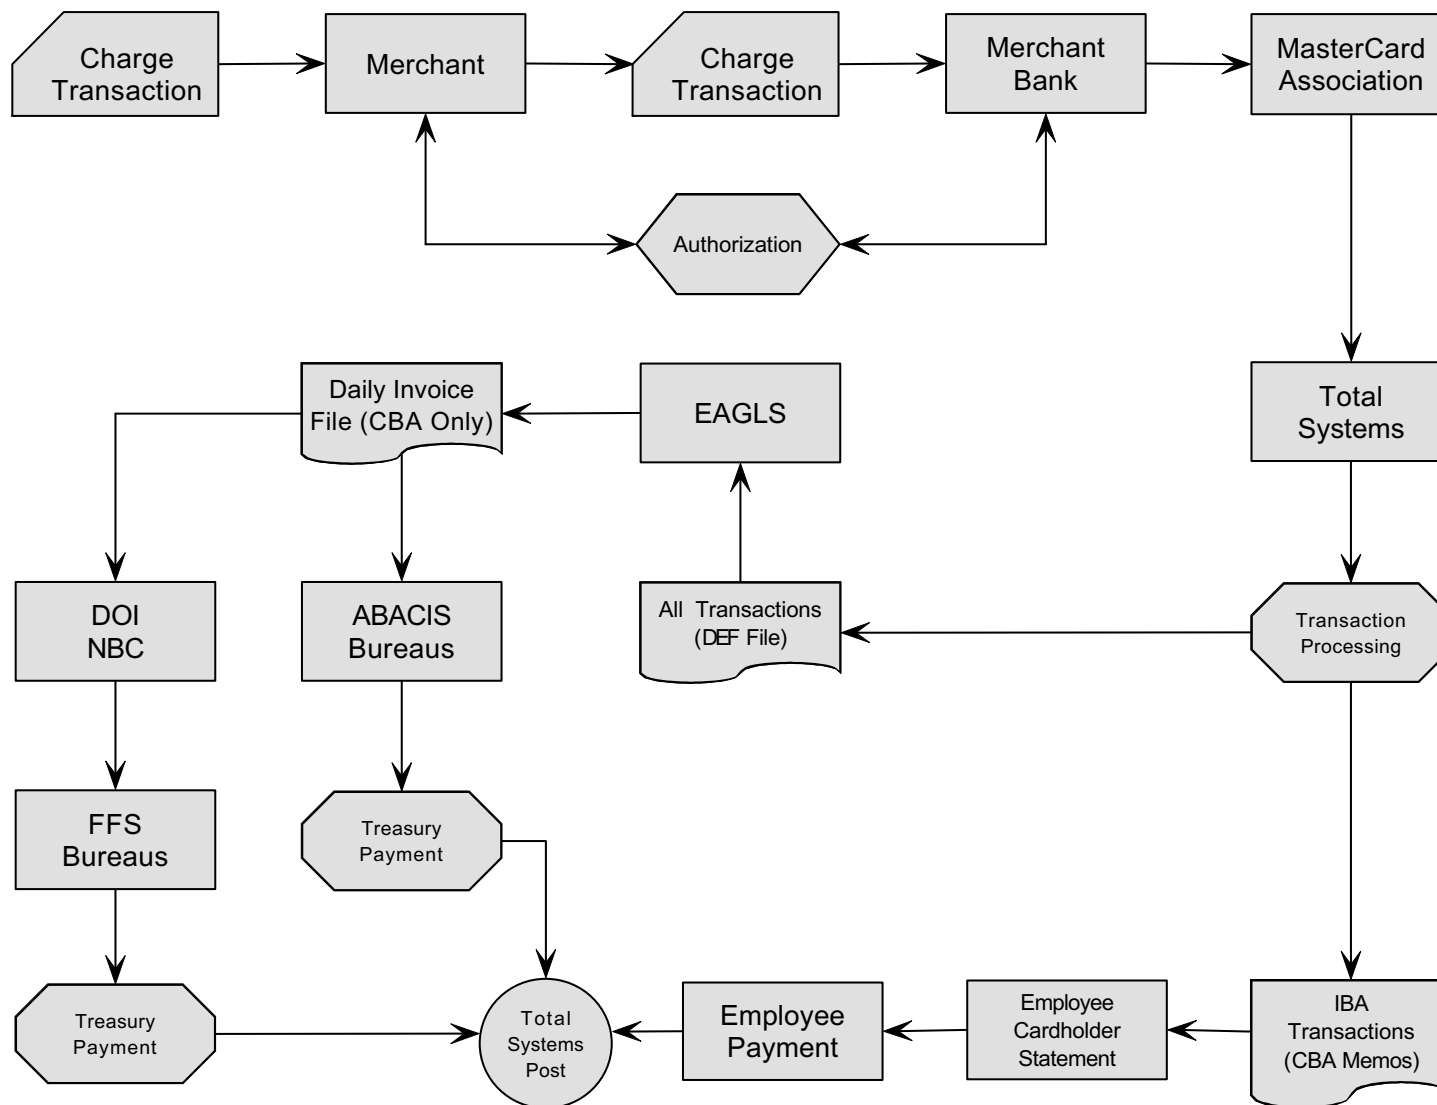 Charge
Transaction
Merchant
Charge
Transaction
Merchant
Bank
MasterCard
Association
Authorization
Daily Invoice
File (CBA Only)
EAGLS
Total
Systems
DOI
NBC
ABACIS
Bureaus
All Transactions
(DEF File)
Transaction
Processing
FFS
Bureaus
Treasury
Payment
Treasury
Payment
Total
Systems
Post
Employee
Payment
Employee
Cardholder
Statement
IBA
Transactions
(CBA Memos)